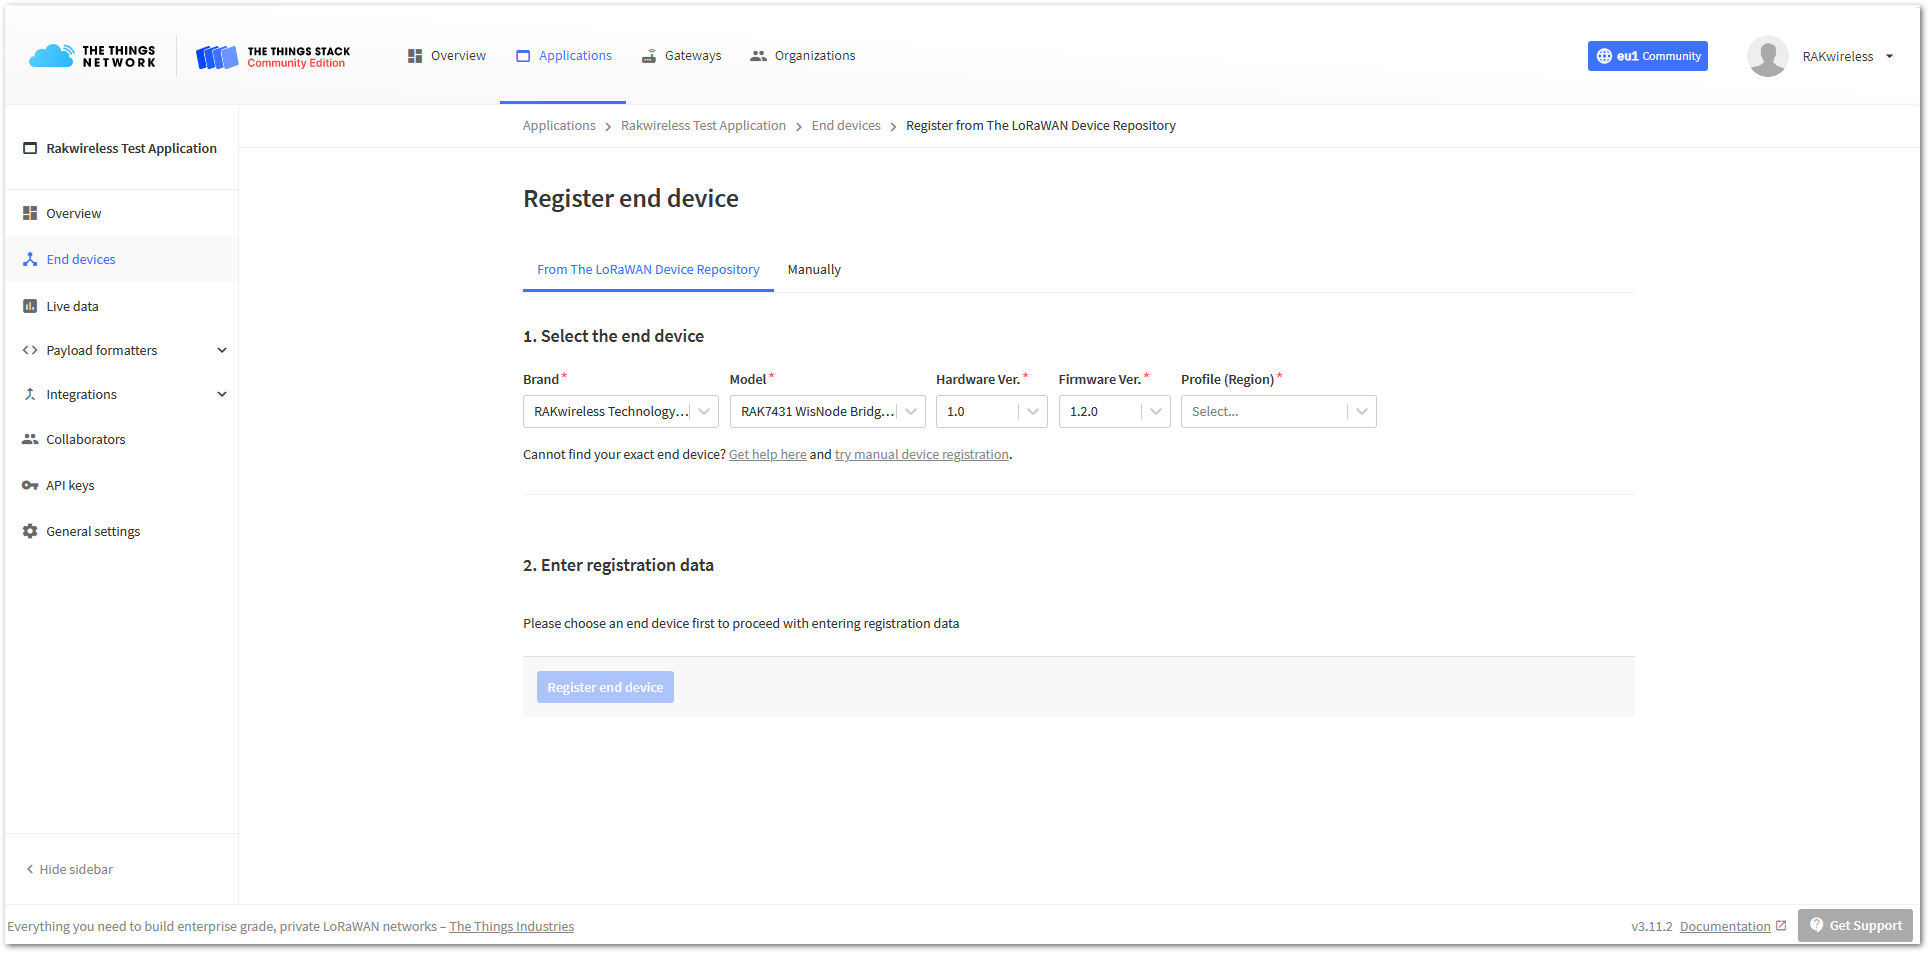 THE THINGS
NETWORK
THE THINGS STACK
Community Edition
Overview
Applications
Gateways
Organizations
eu1 Community
RAKwireless
Rakwireless Test Application
Overview
End devices
Live data
Payload formatters
Integrations
Collaborators
API keys
General settings
Hide sidebar
Applications > Rakwireless Test Application > End devices > Register from The LoRaWAN Device Repository
Register end device
From The LoRaWAN Device Repository
Manually
1. Select the end device
Brand* Model* Hardware Ver.* Firmware Ver.* Profile (Region)*
RAKwireless Technology... RAK7431 WisNode Bridg... 1.0 1.2.0 Select...
Cannot find your exact end device? Get help here and try manual device registration.
2. Enter registration data
Please choose an end device first to proceed with entering registration data
Register end device
Everything you need to build enterprise grade, private LoRaWAN networks – The Things Industries
v3.11.2 Documentation
Get Support